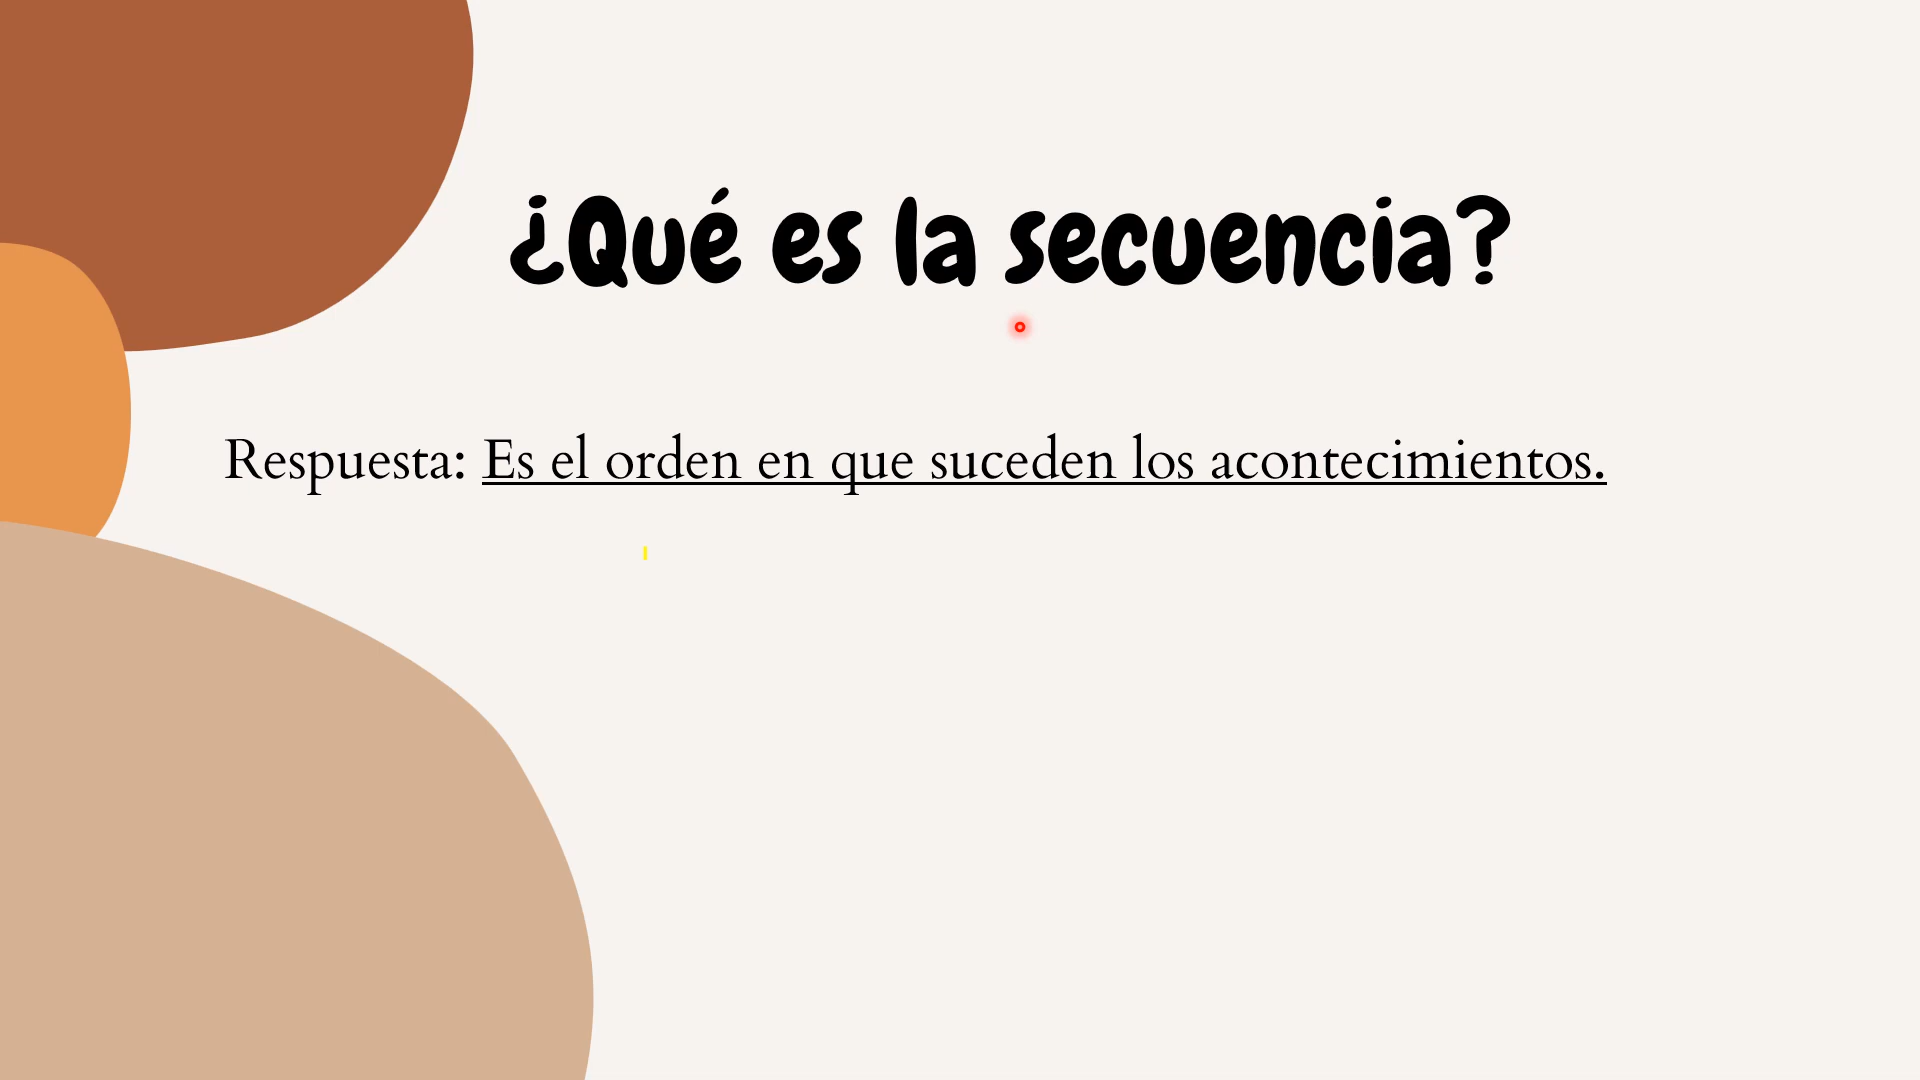 ¿Qué es la secuencia?
Respuesta: Es el orden en que suceden los acontecimientos.